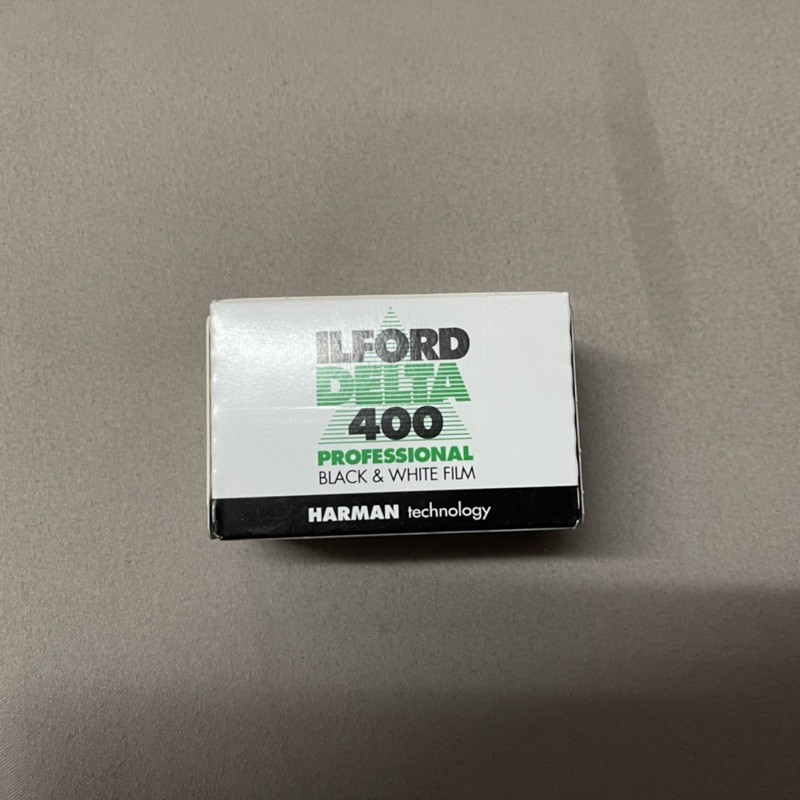 ILFORD
DELTA
400
PROFESSIONAL
BLACK & WHITE FILM
HARMAN technology